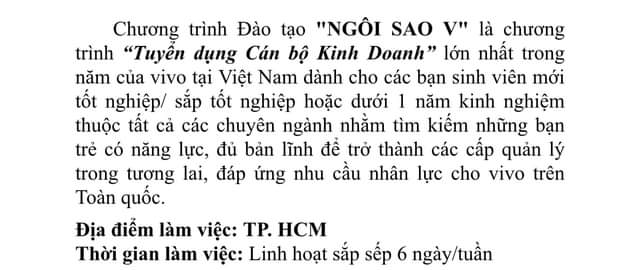 Chương trình Đào tạo "NGÔI SAO V" là chương
trình “Tuyển dụng Cán bộ Kinh Doanh” lớn nhất trong
năm của vivo tại Việt Nam dành cho các bạn sinh viên mới
tốt nghiệp/ sắp tốt nghiệp hoặc dưới 1 năm kinh nghiệm
thuộc tất cả các chuyên ngành nhằm tìm kiếm những bạn
trẻ có năng lực, đủ bản lĩnh để trở thành các cấp quản lý
trong tương lai, đáp ứng nhu cầu nhân lực cho vivo trên
Toàn quốc.
Địa điểm làm việc: TP. HCM
Thời gian làm việc: Linh hoạt sắp sếp 6 ngày/tuần